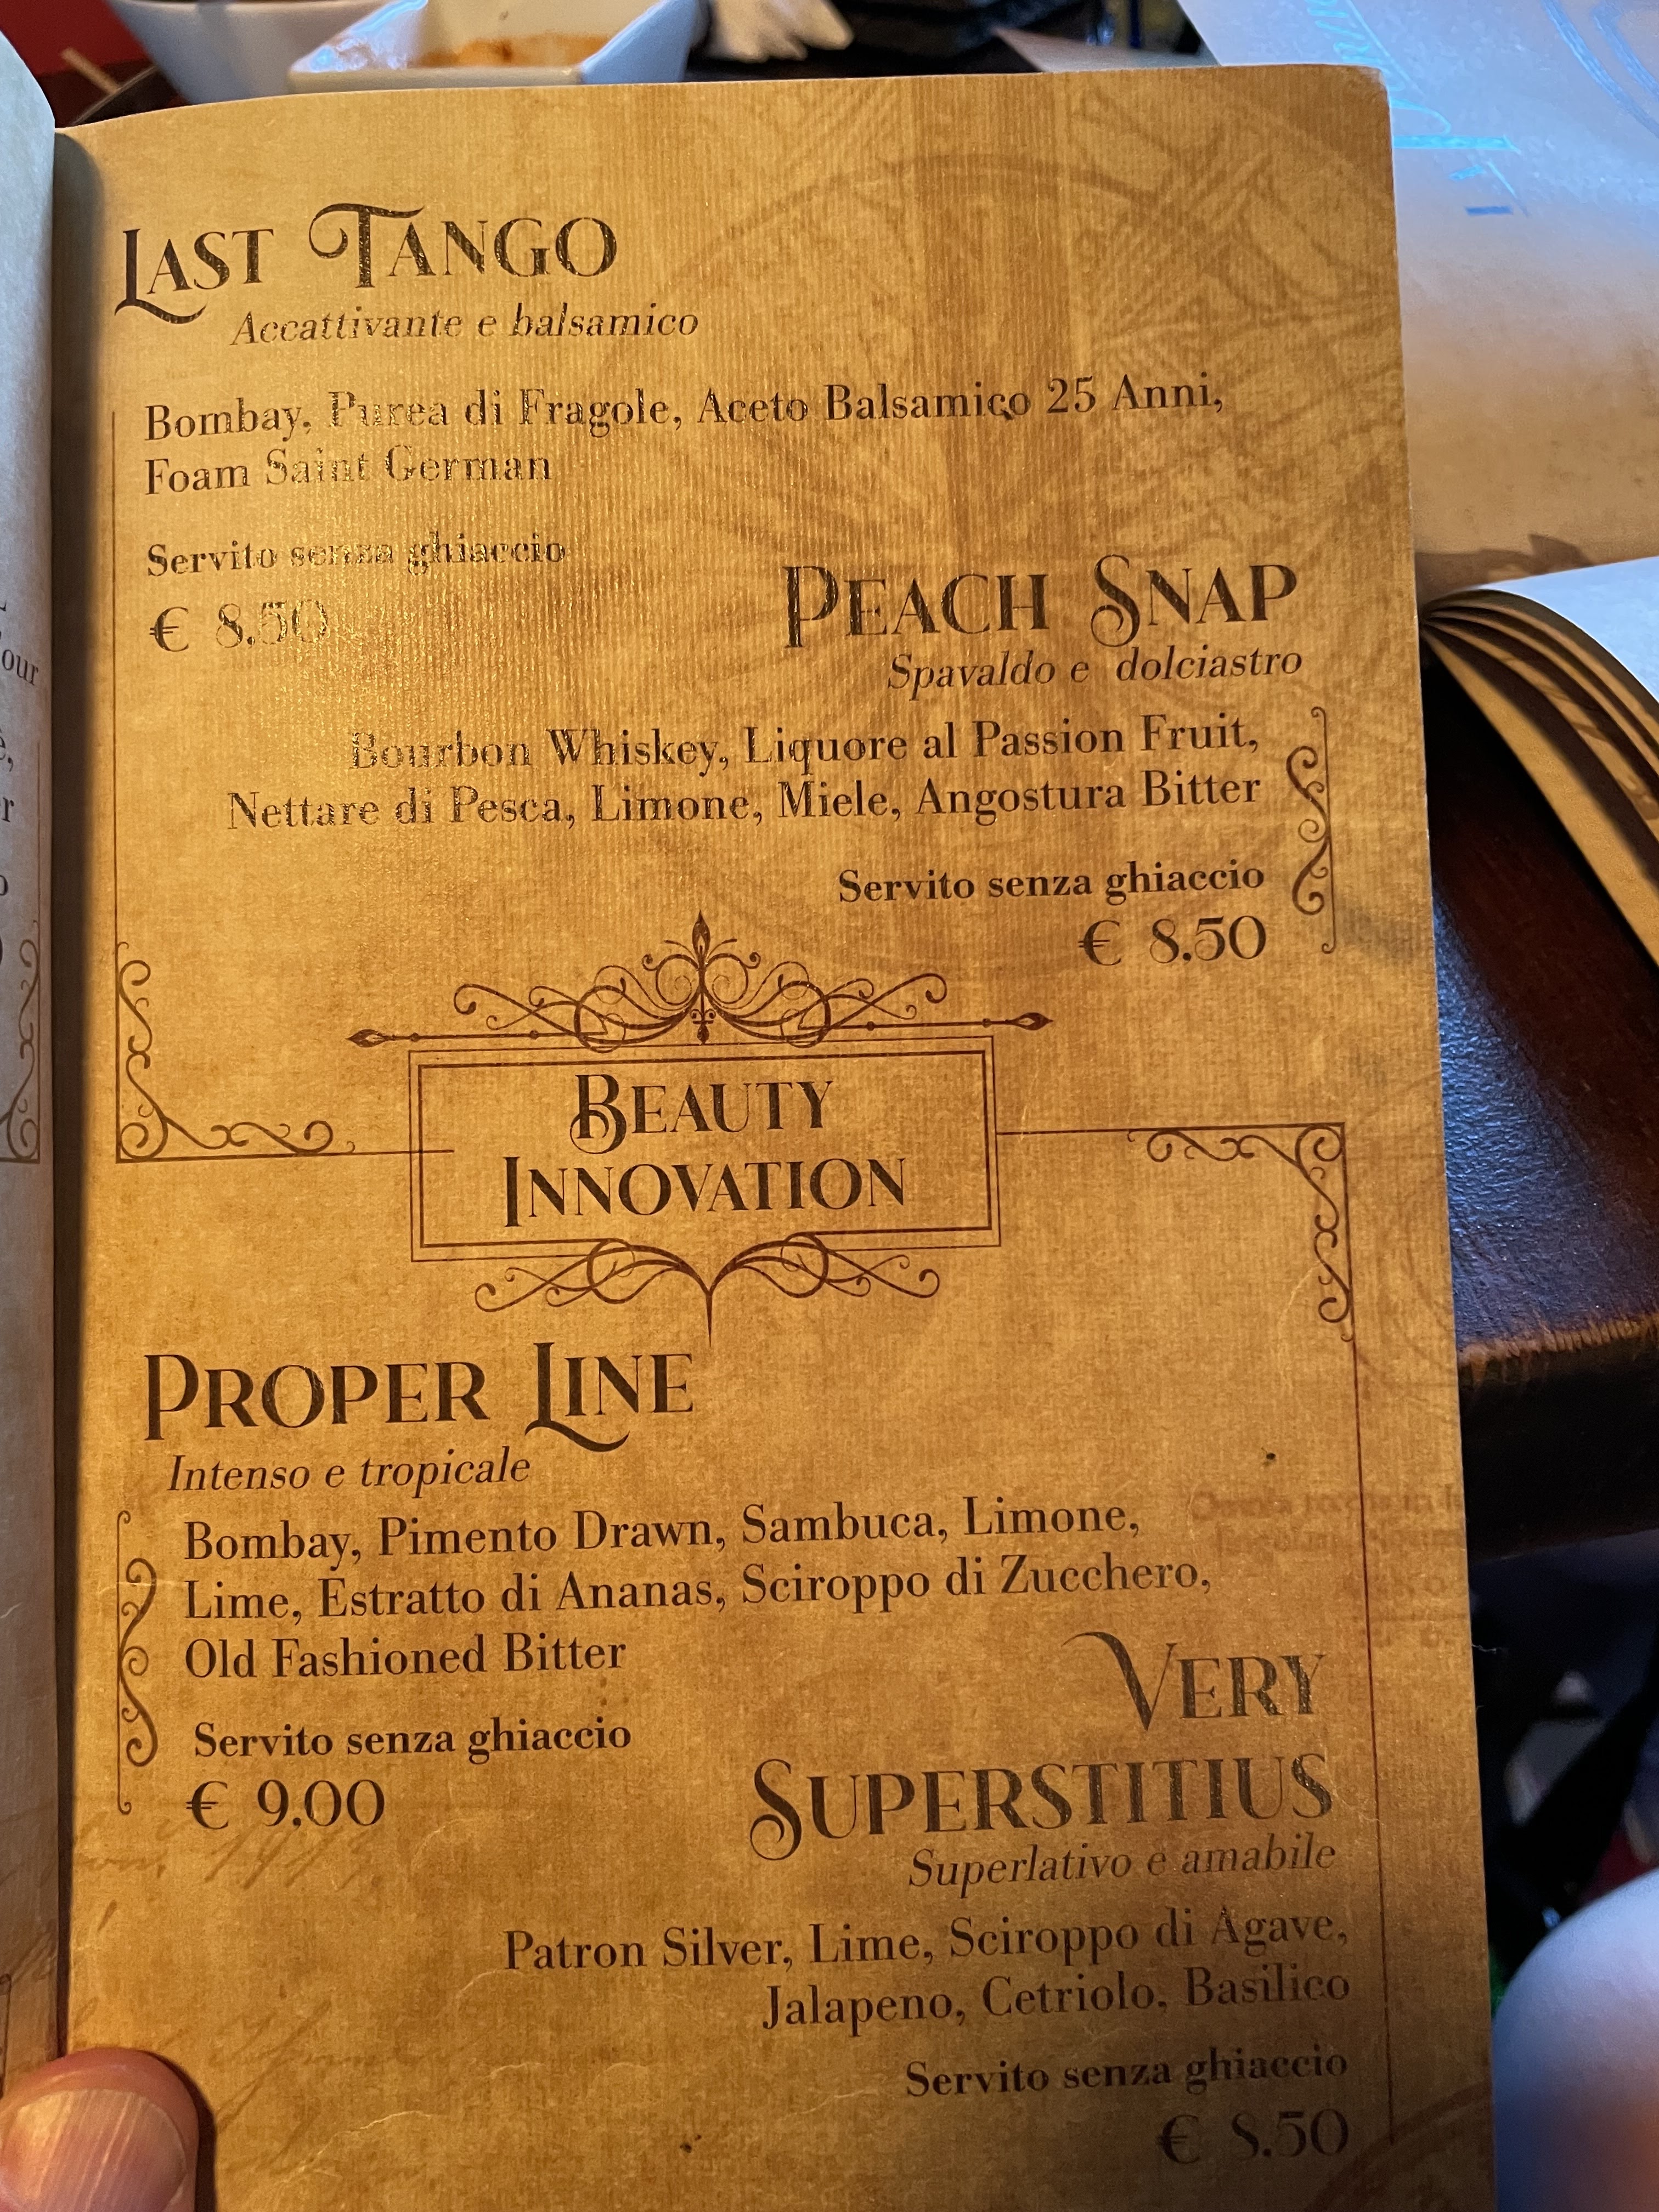 LAST TANGO
Accattivante e balsamico
Bombay, Purea di Fragole, Aceto Balsamico 25 Anni,
Foam Saint German
Servito senza ghiaccio
€ 8.50
PEACH SNAP
Spavaldo e dolciastro
Bourbon Whiskey, Liquore al Passion Fruit,
Nettare di Pesca, Limone, Miele, Angostura Bitter
Servito senza ghiaccio
€ 8.50
BEAUTY
INNOVATION
PROPER LINE
Intenso e tropicale
Bombay, Pimento Drawn, Sambuca, Limone,
Lime, Estratto di Ananas, Sciroppo di Zucchero,
Old Fashioned Bitter
Servito senza ghiaccio
€ 9.00
VERY
SUPERSTITIUS
Superlativo e amabile
Patron Silver, Lime, Sciroppo di Agave,
Jalapeno, Cetriolo, Basilico
Servito senza ghiaccio
€ 8.50